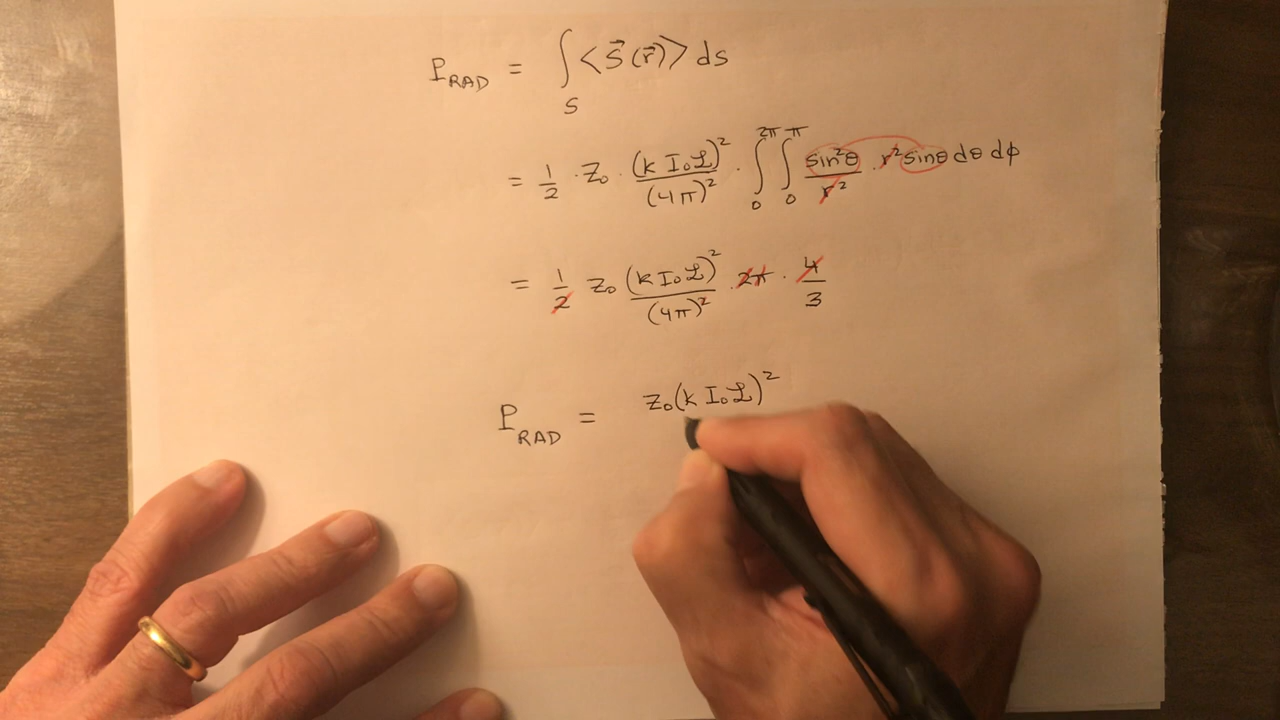 P_RAD = ∫_S <S⃗(r⃗)> ds
= 1/2 · Z₀ · (k I₀ ℒ)²/(4π)² · ∫₀^2π ∫₀^π sin²θ/r² · r² sinθ dθ dϕ
= 1/2 Z₀ (k I₀ ℒ)²/(4π)² · 2π · 4/3
P_RAD = Z₀(k I₀ ℒ)²